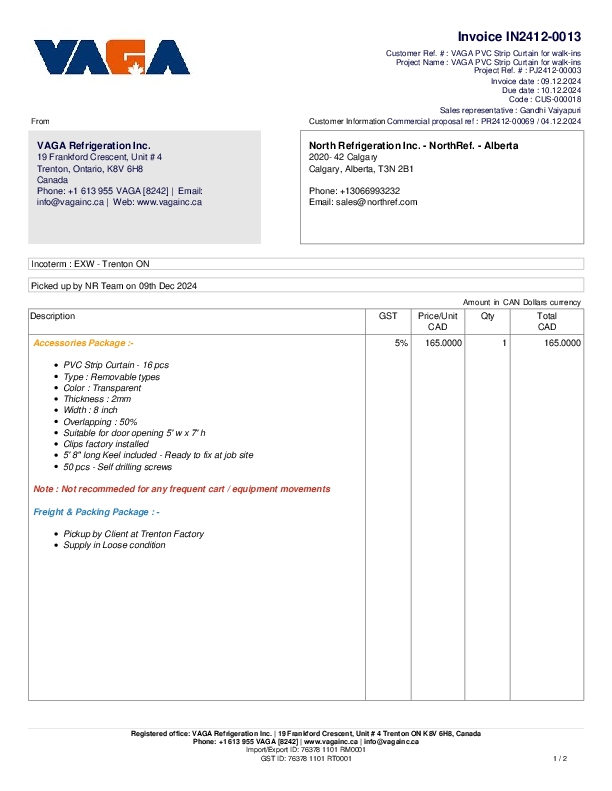 VAGA
Invoice IN2412-0013
Customer Ref. # : VAGA PVC Strip Curtain for walk-ins
Project Name : VAGA PVC Strip Curtain for walk-ins
Project Ref. # : PJ2412-00003
Invoice date : 09.12.2024
Due date : 10.12.2024
Code : CUS-000018
Sales representative : Gandhi Vaiyapuri
From
Customer Information Commercial proposal ref : PR2412-00069 / 04.12.2024
VAGA Refrigeration Inc.
19 Frankford Crescent, Unit # 4
Trenton, Ontario, K8V 6H8
Canada
Phone: +1 613 955 VAGA [8242] | Email:
info@vagainc.ca | Web: www.vagainc.ca
North Refrigeration Inc. - NorthRef. - Alberta
2020- 42 Calgary
Calgary, Alberta, T3N 2B1
Phone: +13066993232
Email: sales@northref.com
Incoterm : EXW - Trenton ON
Picked up by NR Team on 09th Dec 2024
Amount in CAN Dollars currency
Description GST Price/Unit CAD Qty Total CAD
Accessories Package :- 5% 165.0000 1 165.0000
• PVC Strip Curtain - 16 pcs
• Type : Removable types
• Color : Transparent
• Thickness : 2mm
• Width : 8 inch
• Overlapping : 50%
• Suitable for door opening 5' w x 7' h
• Clips factory installed
• 5' 8" long Keel included - Ready to fix at job site
• 50 pcs - Self drilling screws
Note : Not recommeded for any frequent cart / equipment movements
Freight & Packing Package : -
• Pickup by Client at Trenton Factory
• Supply in Loose condition
Registered office: VAGA Refrigeration Inc. | 19 Frankford Crescent, Unit # 4 Trenton ON K8V 6H8, Canada
Phone: +1 613 955 VAGA [8242] | www.vagainc.ca | info@vagainc.ca
Import/Export ID: 76378 1101 RM0001
GST ID: 76378 1101 RT0001
1 / 2